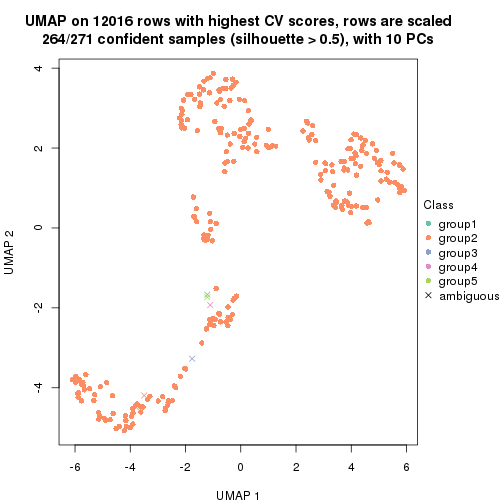 UMAP on 12016 rows with highest CV scores, rows are scaled
264/271 confident samples (silhouette > 0.5), with 10 PCs
4
2
0
-2
-4
UMAP 2
-6
-4
-2
0
2
4
6
UMAP 1
Class
group1
group2
group3
group4
group5
ambiguous